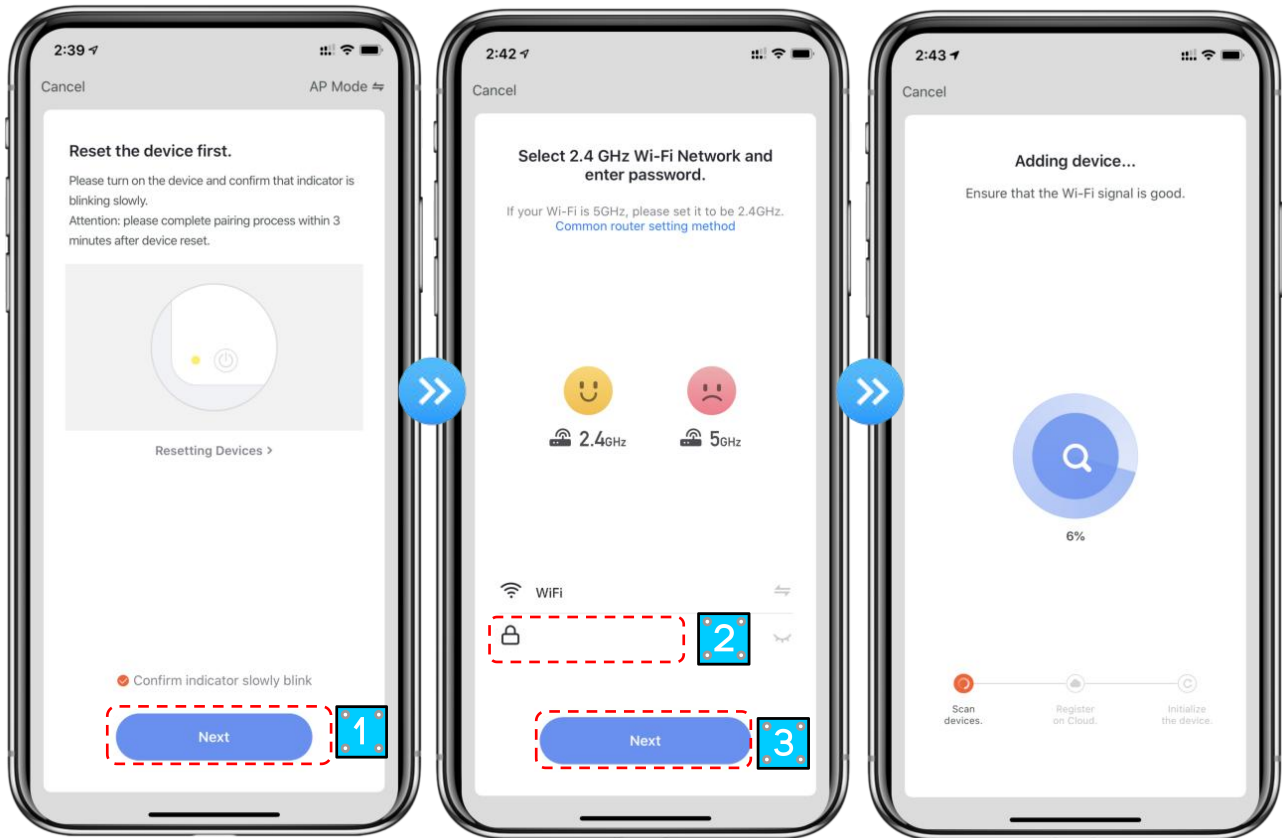 2:39
Cancel
AP Mode
Reset the device first.
Please turn on the device and confirm that indicator is
blinking slowly.
Attention: please complete pairing process within 3
minutes after device reset.
Resetting Devices >
Confirm indicator slowly blink
Next
1
2:42
Cancel
Select 2.4 GHz Wi-Fi Network and
enter password.
If your Wi-Fi is 5GHz, please set it to be 2.4GHz.
Common router setting method
2.4GHz
5GHz
WiFi
2
Next
3
2:43
Cancel
Adding device...
Ensure that the Wi-Fi signal is good.
6%
Scan
devices.
Register
on Cloud.
Initialize
the device.